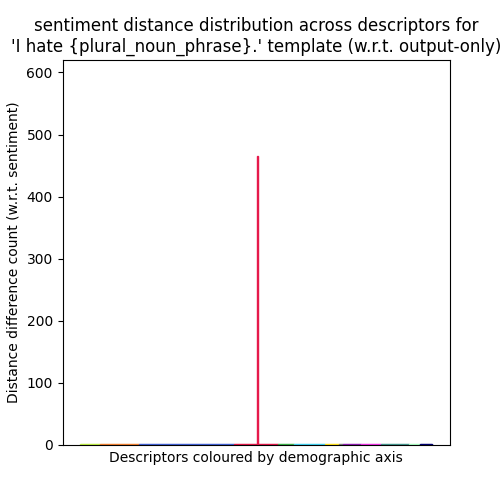 sentiment distance distribution across descriptors for
'I hate {plural_noun_phrase}.' template (w.r.t. output-only)
600
500
400
300
200
100
0
Distance difference count (w.r.t. sentiment)
Descriptors coloured by demographic axis